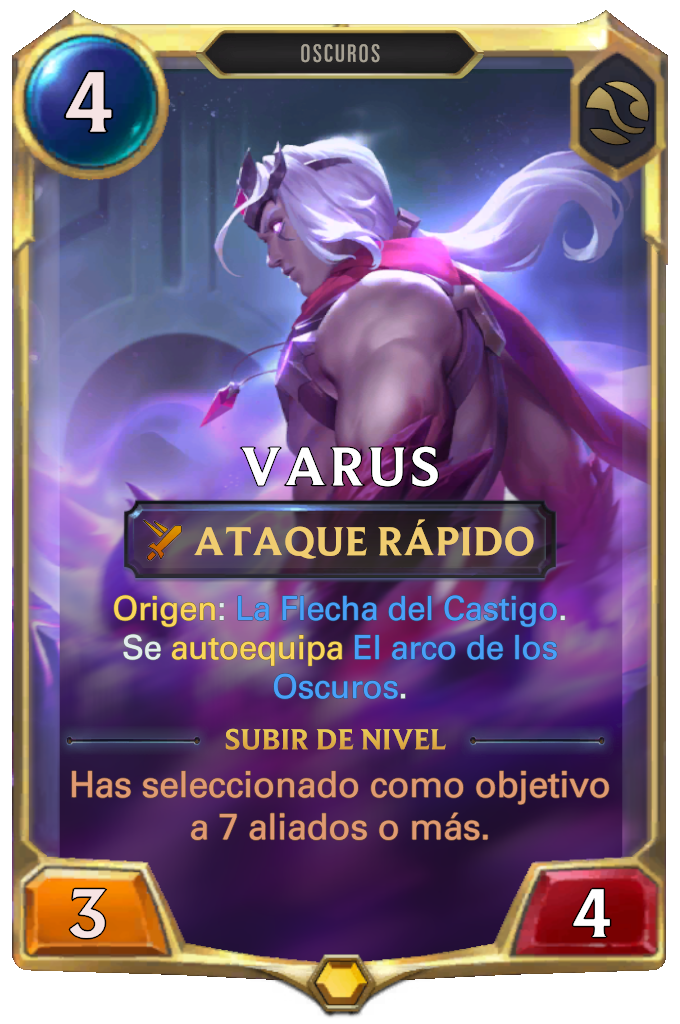 OSCUROS
4
VARUS
ATAQUE RÁPIDO
Origen: La Flecha del Castigo.
Se autoequipa El arco de los
Oscuros.
SUBIR DE NIVEL
Has seleccionado como objetivo
a 7 aliados o más.
3
4